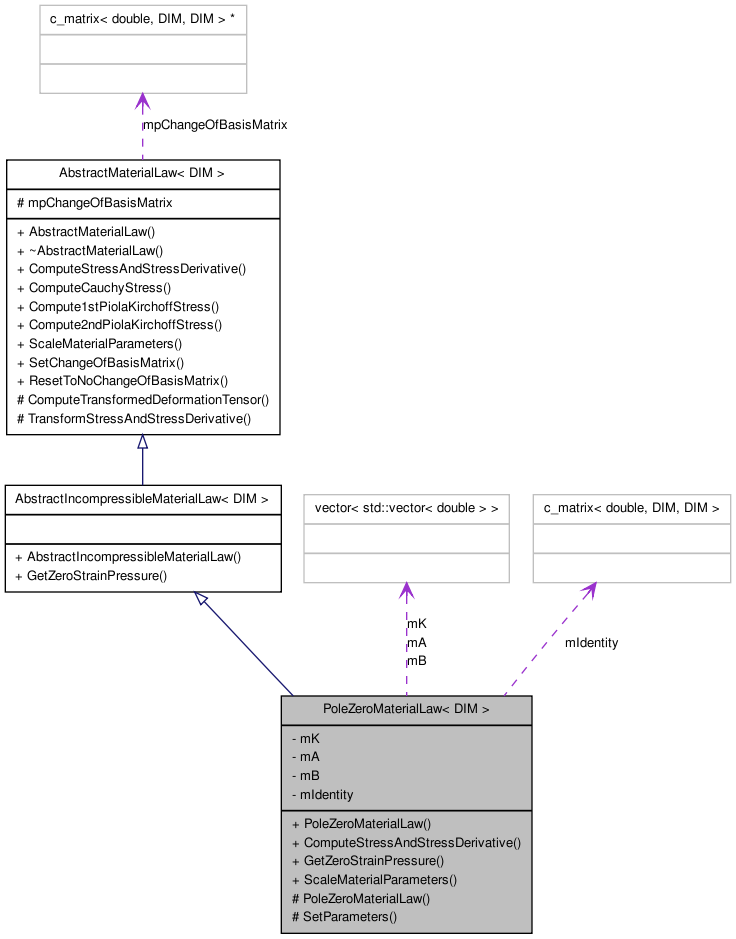 c_matrix< double, DIM, DIM > *
mpChangeOfBasisMatrix
AbstractMaterialLaw< DIM >
# mpChangeOfBasisMatrix
+ AbstractMaterialLaw()
+ ~AbstractMaterialLaw()
+ ComputeStressAndStressDerivative()
+ ComputeCauchyStress()
+ Compute1stPiolaKirchoffStress()
+ Compute2ndPiolaKirchoffStress()
+ ScaleMaterialParameters()
+ SetChangeOfBasisMatrix()
+ ResetToNoChangeOfBasisMatrix()
# ComputeTransformedDeformationTensor()
# TransformStressAndStressDerivative()
AbstractIncompressibleMaterialLaw< DIM >
+ AbstractIncompressibleMaterialLaw()
+ GetZeroStrainPressure()
vector< std::vector< double > >
c_matrix< double, DIM, DIM >
mK
mA
mB
mIdentity
PoleZeroMaterialLaw< DIM >
- mK
- mA
- mB
- mIdentity
+ PoleZeroMaterialLaw()
+ ComputeStressAndStressDerivative()
+ GetZeroStrainPressure()
+ ScaleMaterialParameters()
# PoleZeroMaterialLaw()
# SetParameters()